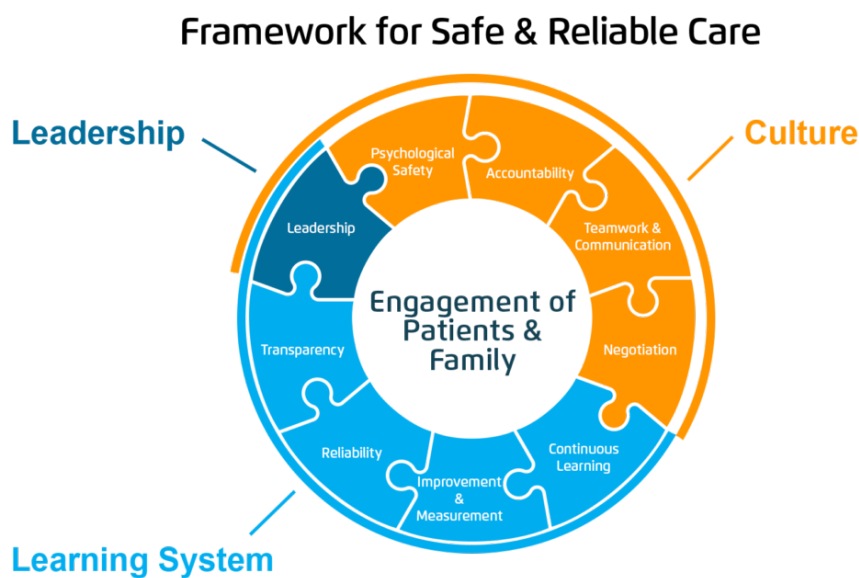 Framework for Safe & Reliable Care
Leadership
Culture
Psychological
Safety
Accountability
Leadership
Teamwork &
Communication
Engagement of
Patients &
Family
Transparency
Negotiation
Reliability
Continuous
Learning
Improvement
&
Measurement
Learning System